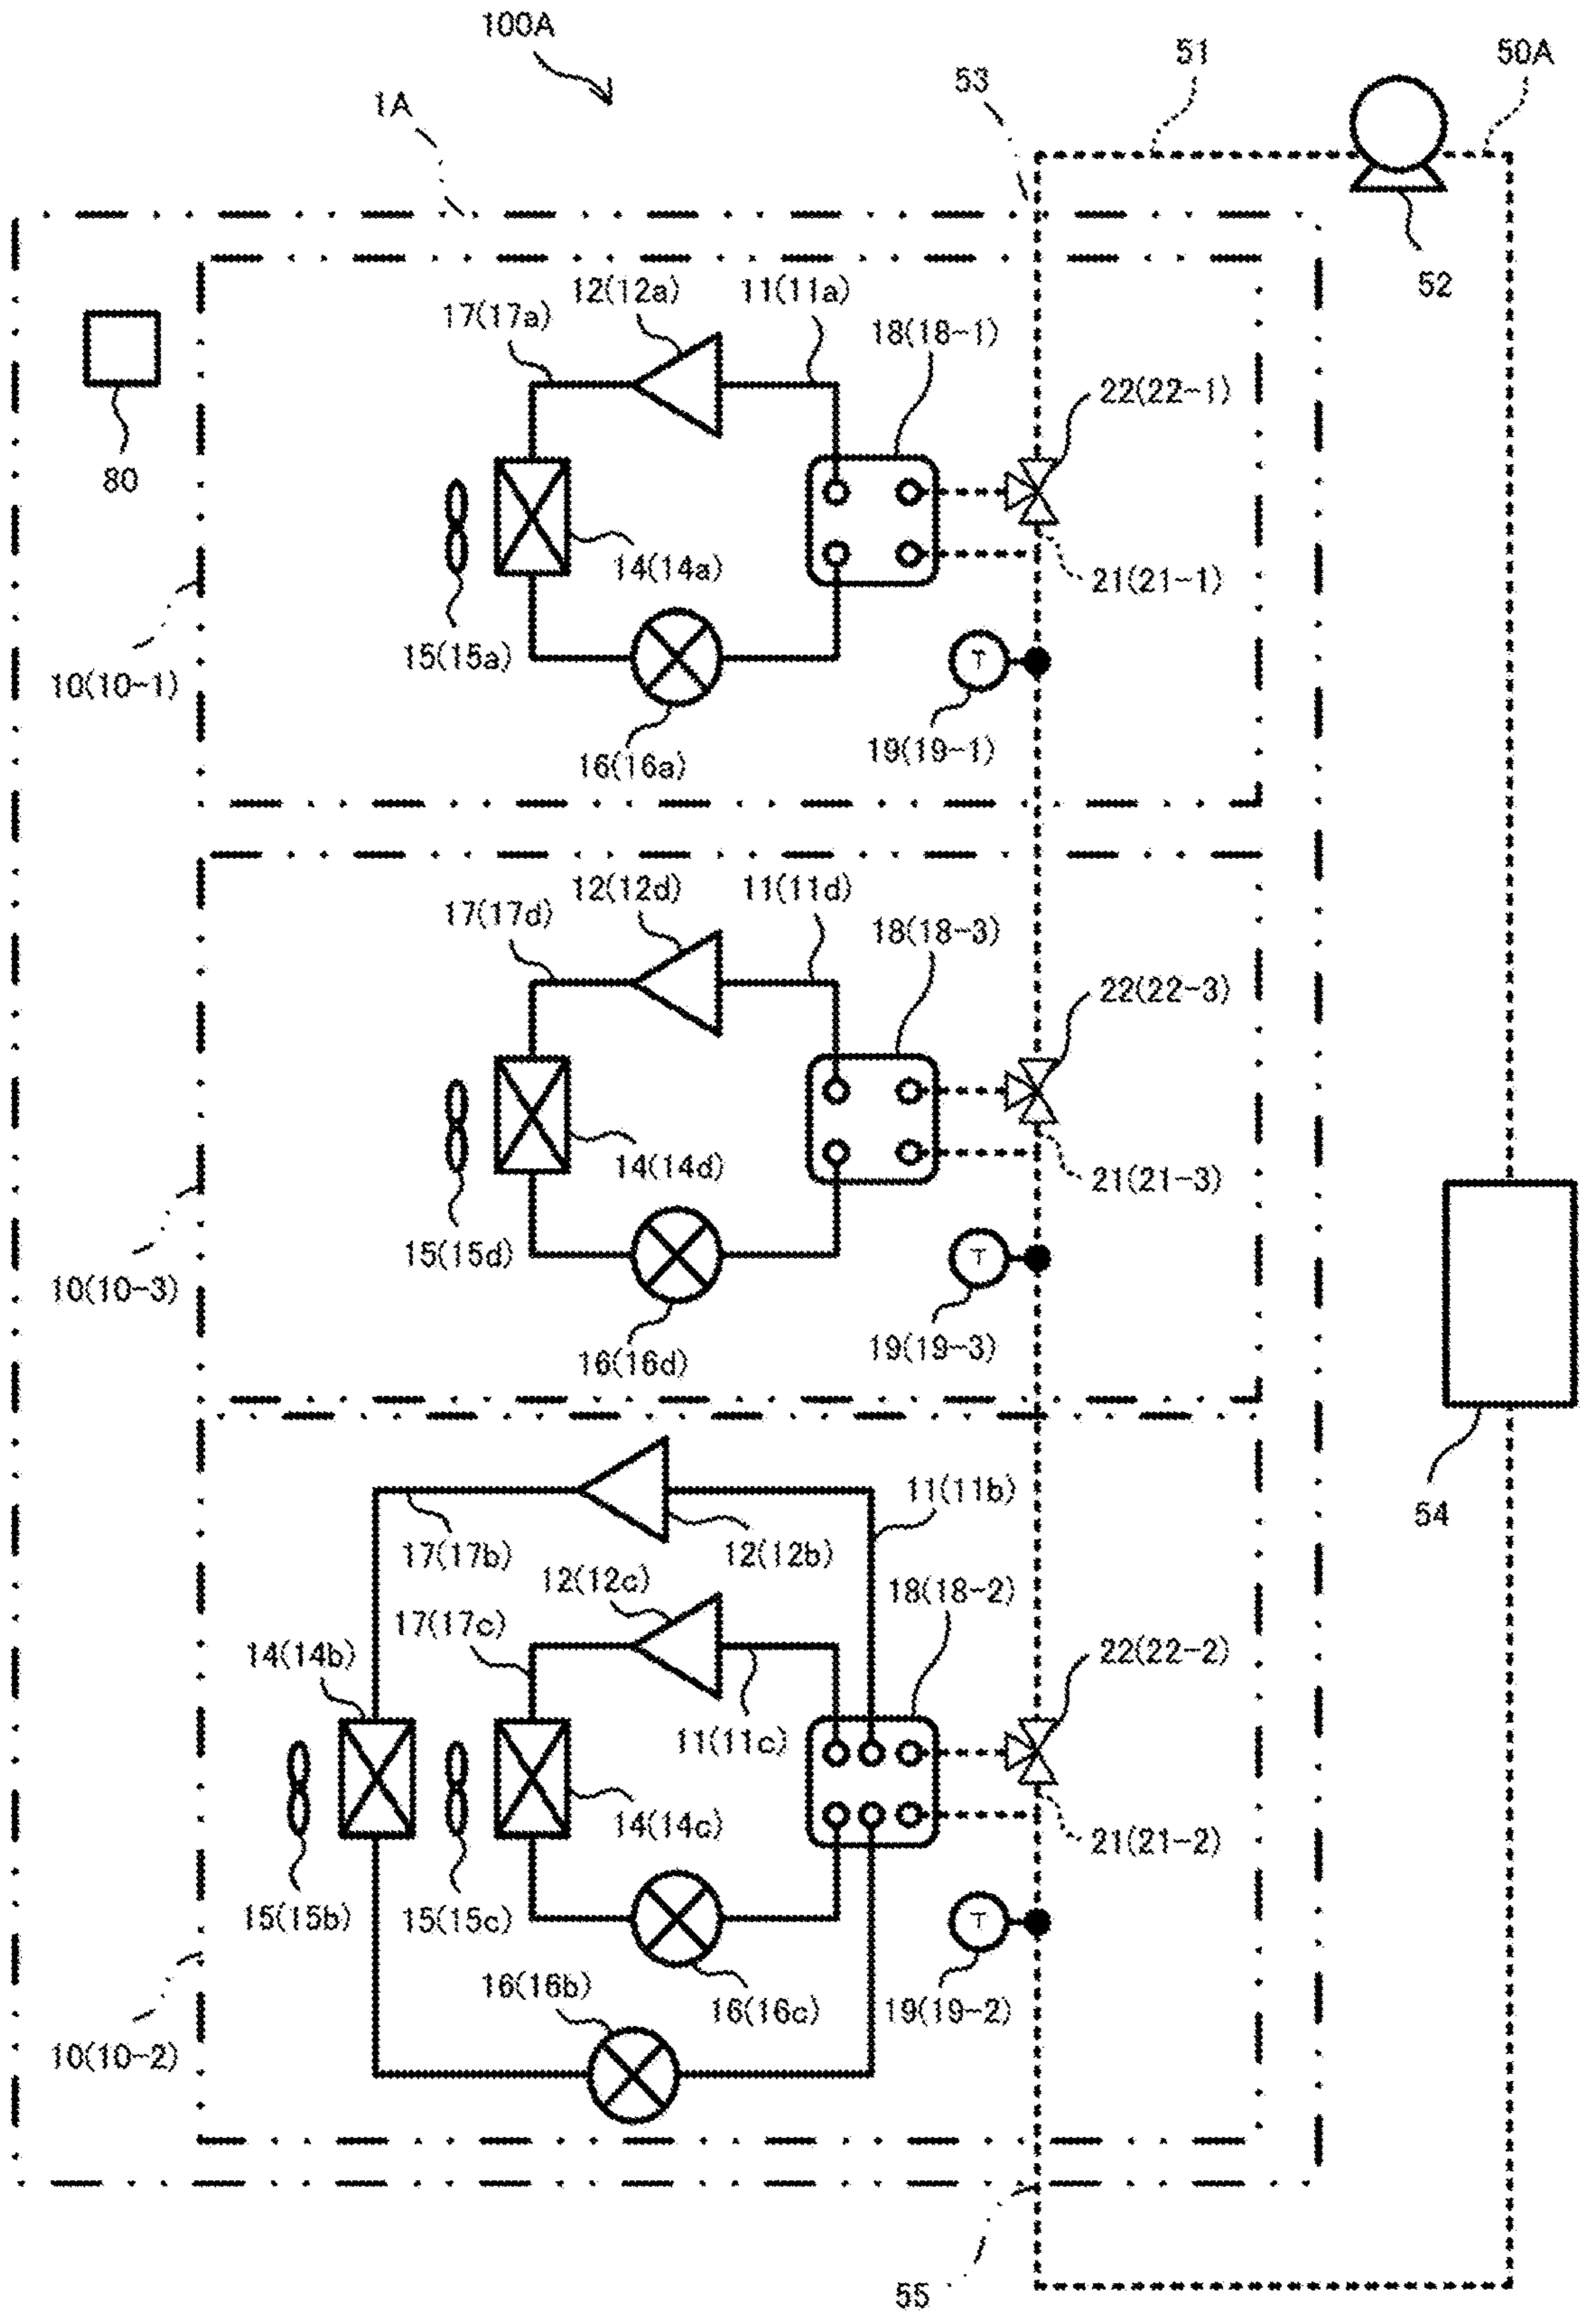 100A
51
50A
53
1A
52
12(12a)
11(11a)
17(17a)
18(18-1)
22(22-1)
80
14(14a)
21(21-1)
15(15a)
T
10(10-1)
19(19-1)
16(16a)
12(12d)
11(11d)
17(17d)
18(18-3)
22(22-3)
14(14d)
21(21-3)
15(15d)
T
10(10-3)
19(19-3)
16(16d)
11(11b)
54
17(17b)
12(12b)
12(12c)
18(18-2)
17(17c)
14(14b)
22(22-2)
11(11c)
14(14c)
21(21-2)
15(15b)
15(15c)
T
16(16b)
16(16c)
19(19-2)
10(10-2)
55